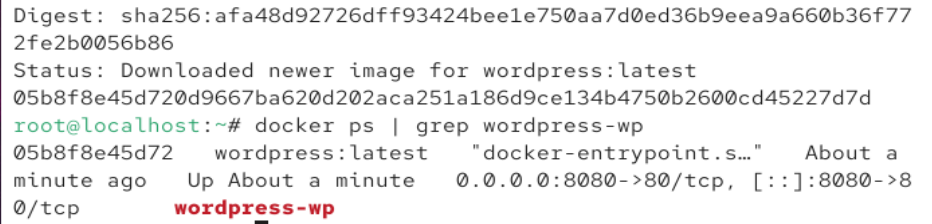 Digest: sha256:afa48d92726dff93424bee1e750aa7d0ed36b9eea9a660b36f77
2fe2b0056b86
Status: Downloaded newer image for wordpress:latest
05b8f8e45d720d9667ba620d202aca251a186d9ce134b4750b2600cd45227d7d
root@localhost:~# docker ps | grep wordpress-wp
05b8f8e45d72   wordpress:latest   "docker-entrypoint.s…"   About a
minute ago   Up About a minute   0.0.0.0:8080->80/tcp, [::]:8080->8
0/tcp       wordpress-wp